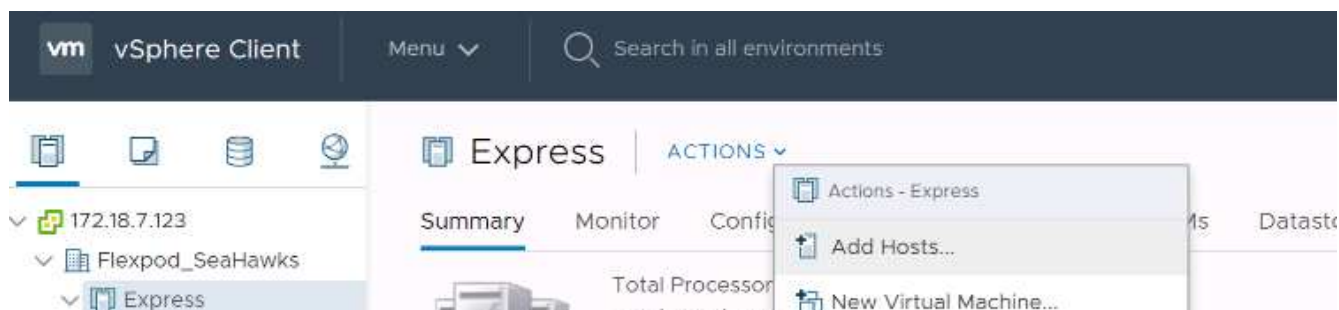 vm vSphere Client Menu Search in all environments
Express ACTIONS
Actions - Express
172.18.7.123 Summary Monitor Ms
Add Hosts...
Flexpod_SeaHawks
Total Processor
Express New Virtual Machine...